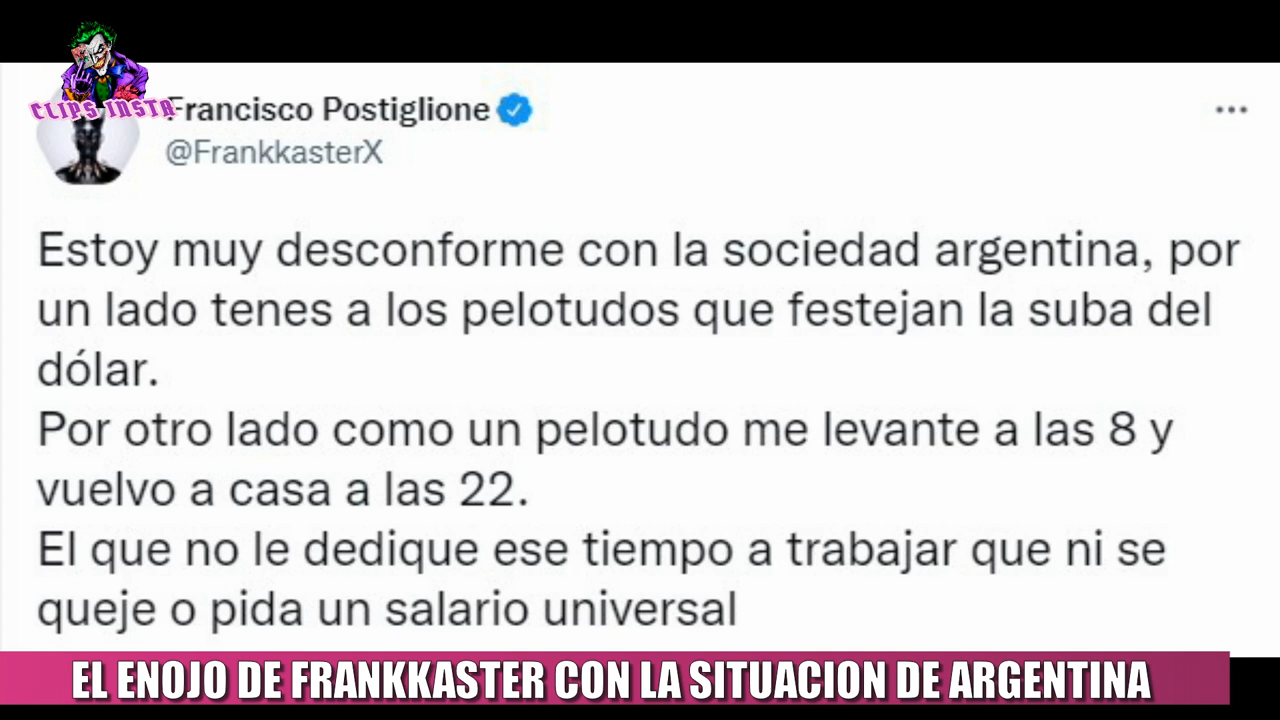 CLIPS INSTA
Francisco Postiglione
@FrankkasterX
Estoy muy desconforme con la sociedad argentina, por
un lado tenes a los pelotudos que festejan la suba del
dólar.
Por otro lado como un pelotudo me levante a las 8 y
vuelvo a casa a las 22.
El que no le dedique ese tiempo a trabajar que ni se
queje o pida un salario universal
EL ENOJO DE FRANKKASTER CON LA SITUACION DE ARGENTINA